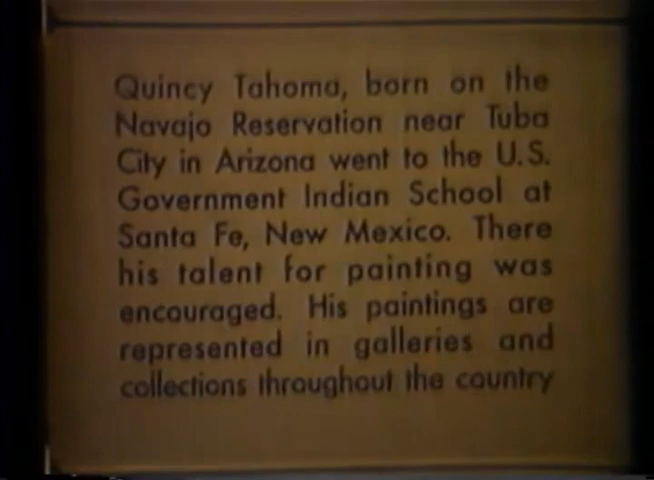 Quincy Tahoma, born on the
Navajo Reservation near Tuba
City in Arizona went to the U.S.
Government Indian School at
Santa Fe, New Mexico. There
his talent for painting was
encouraged. His paintings are
represented in galleries and
collections throughout the country